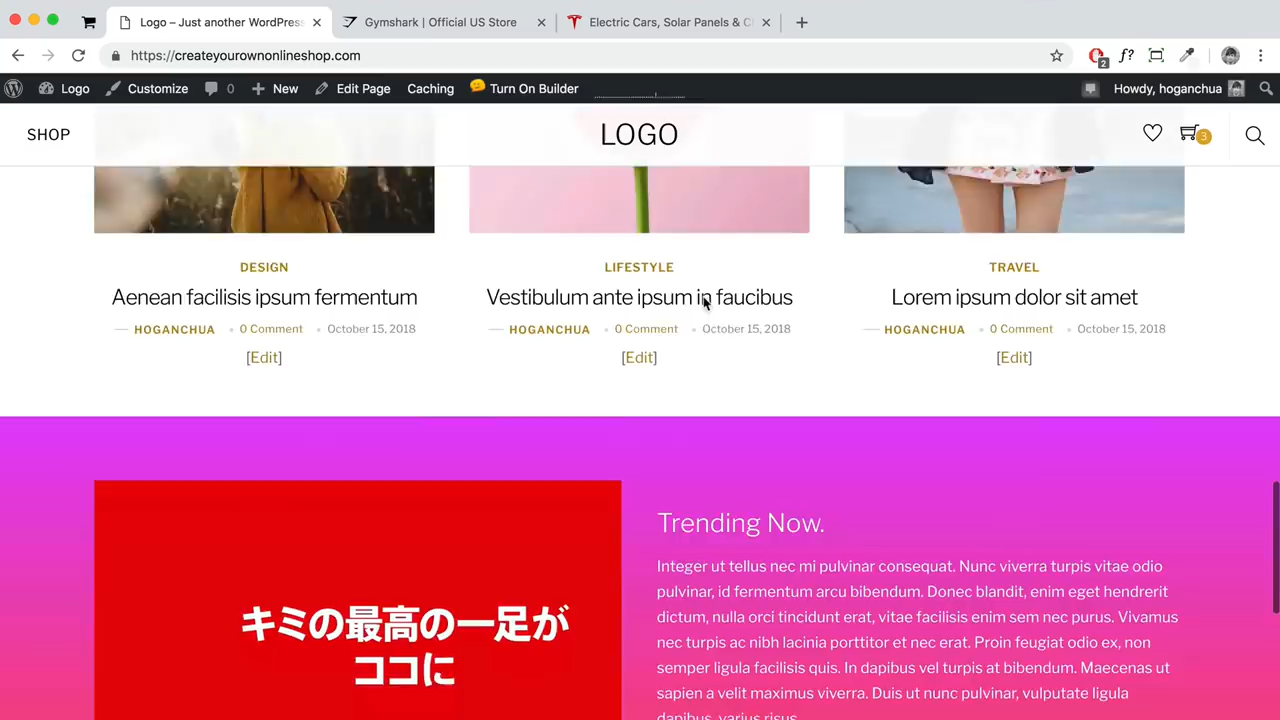 Logo – Just another WordPress
Gymshark | Official US Store
Electric Cars, Solar Panels & Cl
https://createyourownonlineshop.com
2
f?
Logo
Customize
0
New
Edit Page
Caching
Turn On Builder
Howdy, hoganchua
SHOP
LOGO
3
DESIGN
LIFESTYLE
TRAVEL
Aenean facilisis ipsum fermentum
Vestibulum ante ipsum in faucibus
Lorem ipsum dolor sit amet
HOGANCHUA
0 Comment
October 15, 2018
HOGANCHUA
0 Comment
October 15, 2018
HOGANCHUA
0 Comment
October 15, 2018
[Edit]
[Edit]
[Edit]
キミの最高の一足が
ココに
Trending Now.
Integer ut tellus nec mi pulvinar consequat. Nunc viverra turpis vitae odio
pulvinar, id fermentum arcu bibendum. Donec blandit, enim eget hendrerit
dictum, nulla orci tincidunt erat, vitae facilisis enim sem nec purus. Vivamus
nec turpis ac nibh lacinia porttitor et nec erat. Proin feugiat odio ex, non
semper ligula facilisis quis. In dapibus vel turpis at bibendum. Maecenas ut
sapien a velit maximus viverra. Duis ut nunc pulvinar, vulputate ligula
dapibus, varius risus.